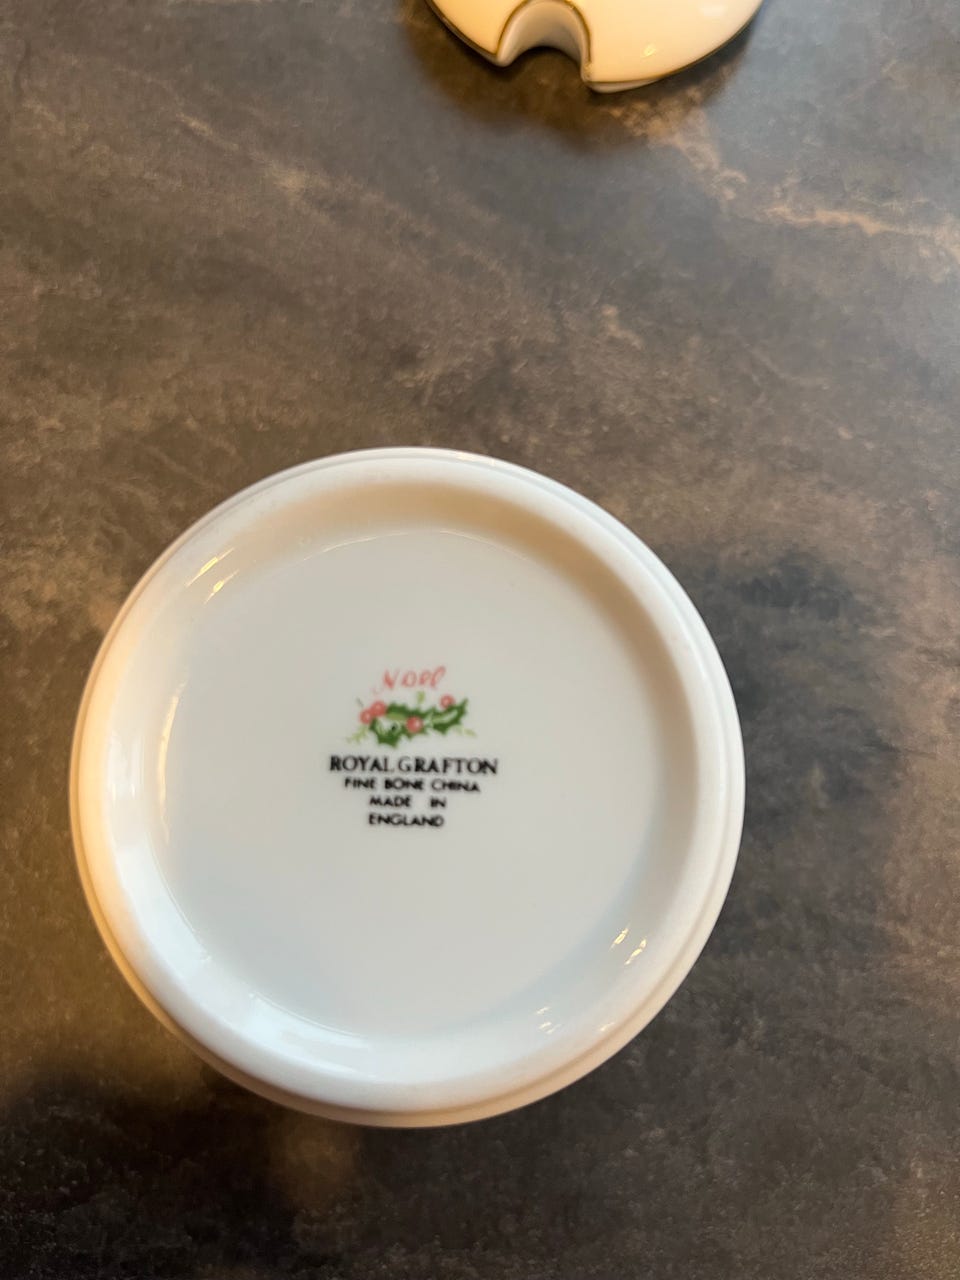 Noel
ROYAL GRAFTON
FINE BONE CHINA
MADE IN
ENGLAND